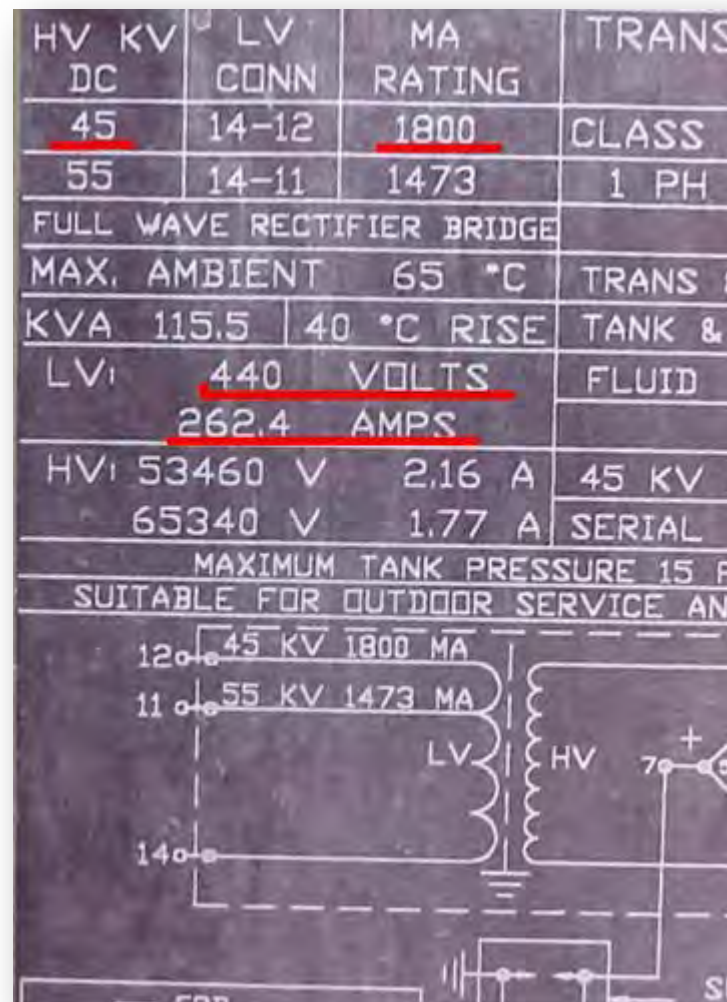 HV KV LV MA TRANS
DC CONN RATING
45 14-12 1800 CLASS
55 14-11 1473 1 PH
FULL WAVE RECTIFIER BRIDGE
MAX. AMBIENT 65 °C TRANS
KVA 115.5 40 °C RISE TANK &
LV: 440 VOLTS FLUID
262.4 AMPS
HV: 53460 V 2.16 A 45 KV
65340 V 1.77 A SERIAL
MAXIMUM TANK PRESSURE 15
SUITABLE FOR OUTDOOR SERVICE AN
12 45 KV 1800 MA
11 55 KV 1473 MA
LV HV 7 +
14